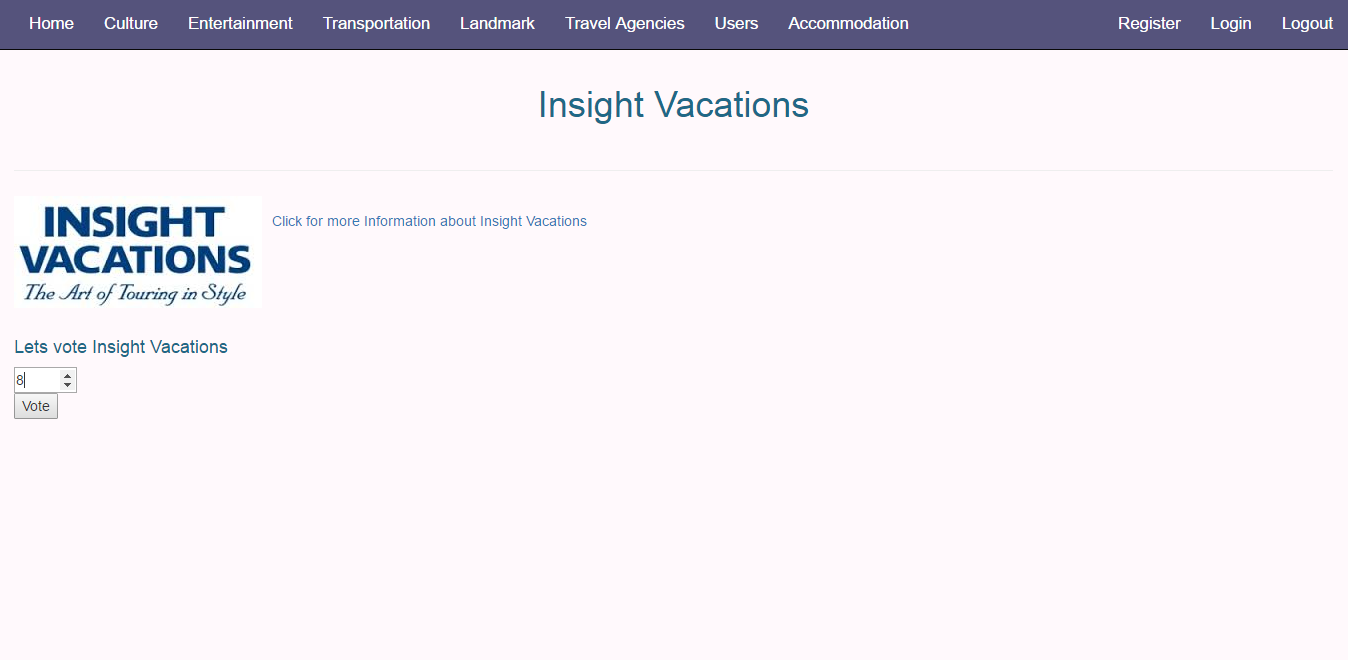 Home Culture Entertainment Transportation Landmark Travel Agencies Users Accommodation Register Login Logout
Insight Vacations
INSIGHT
VACATIONS
The Art of Touring in Style
Click for more Information about Insight Vacations
Lets vote Insight Vacations
8
Vote